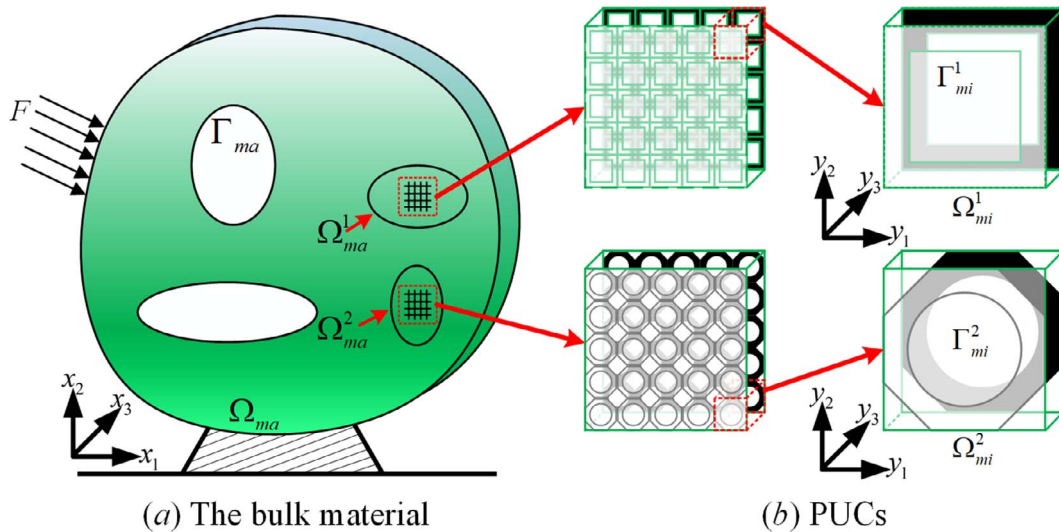 F
Γma
Ω¹ma
Ω²ma
Ωma
x2
x3
x1
(a) The bulk material
Γ¹mi
y2
y3
y1
Ω¹mi
Γ²mi
y2
y3
y1
Ω²mi
(b) PUCs